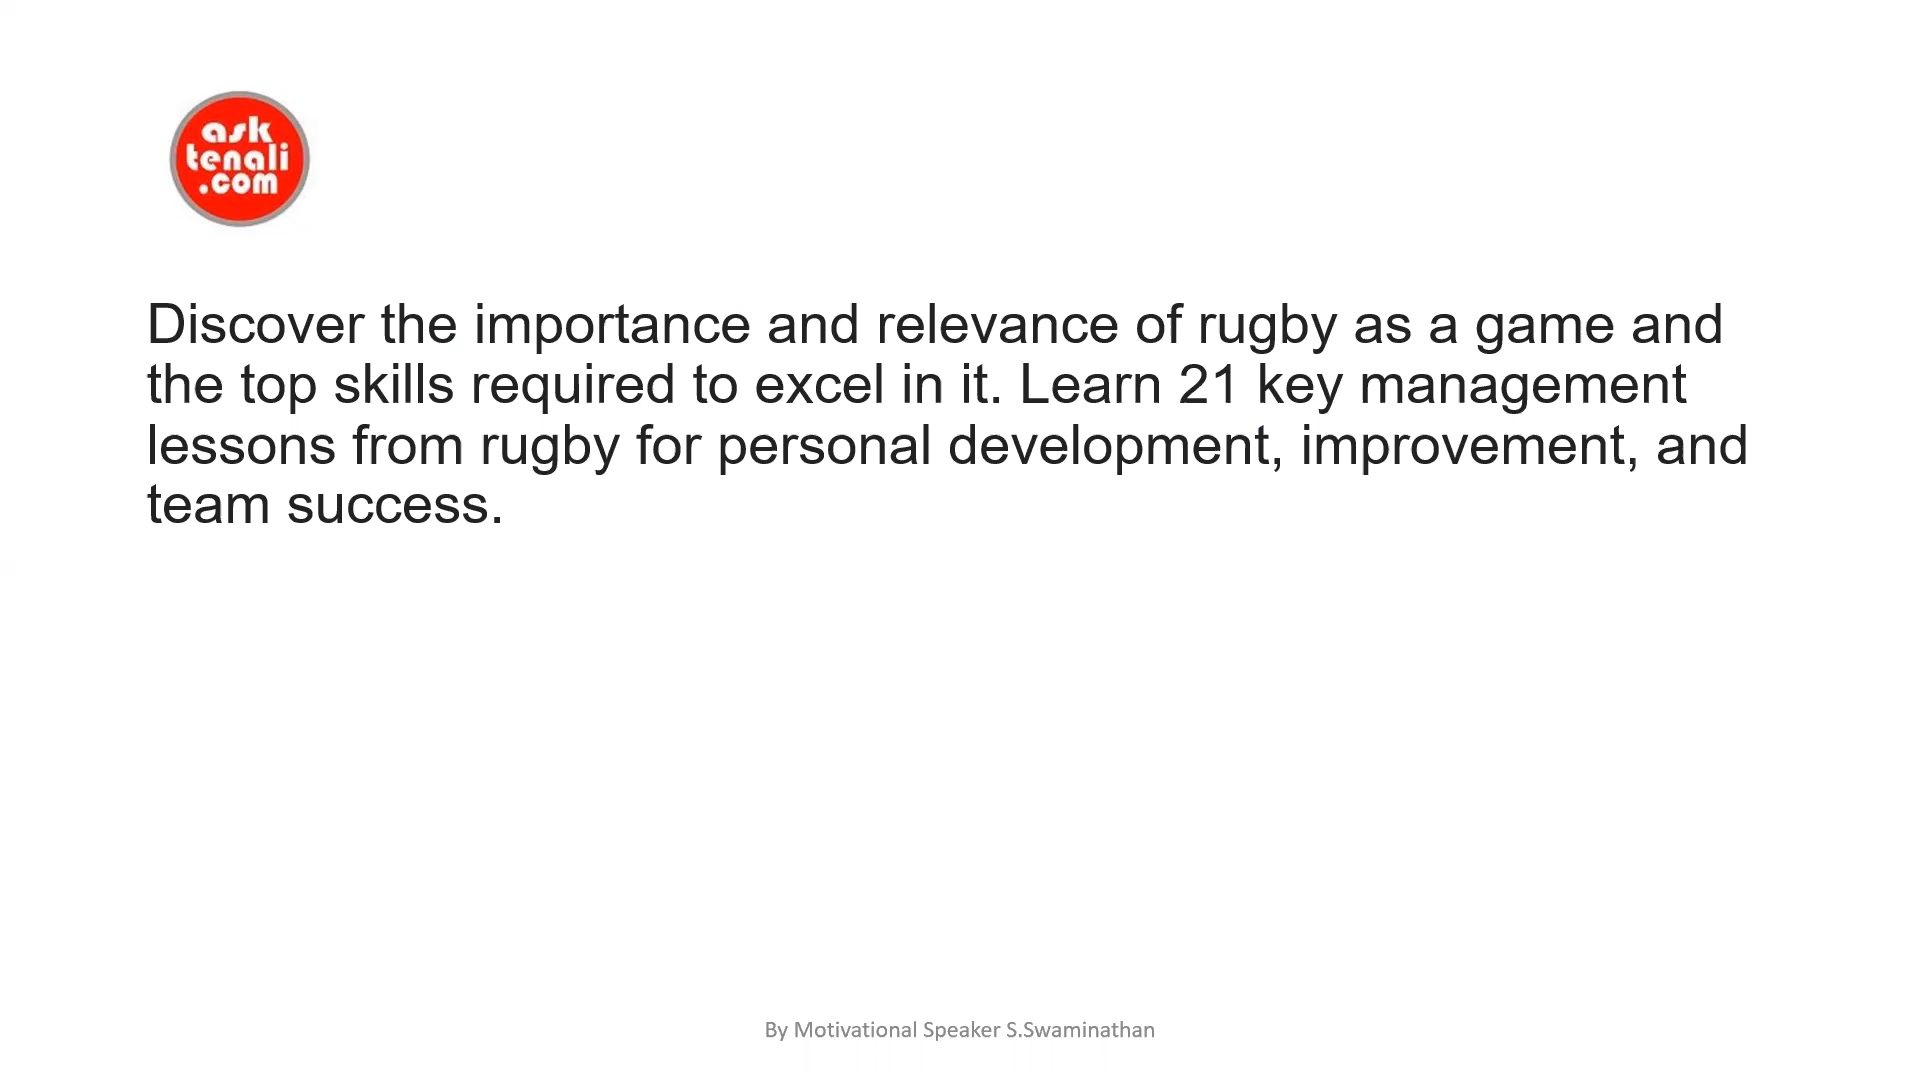 ask
tenali
.com
Discover the importance and relevance of rugby as a game and
the top skills required to excel in it. Learn 21 key management
lessons from rugby for personal development, improvement, and
team success.
By Motivational Speaker S.Swaminathan